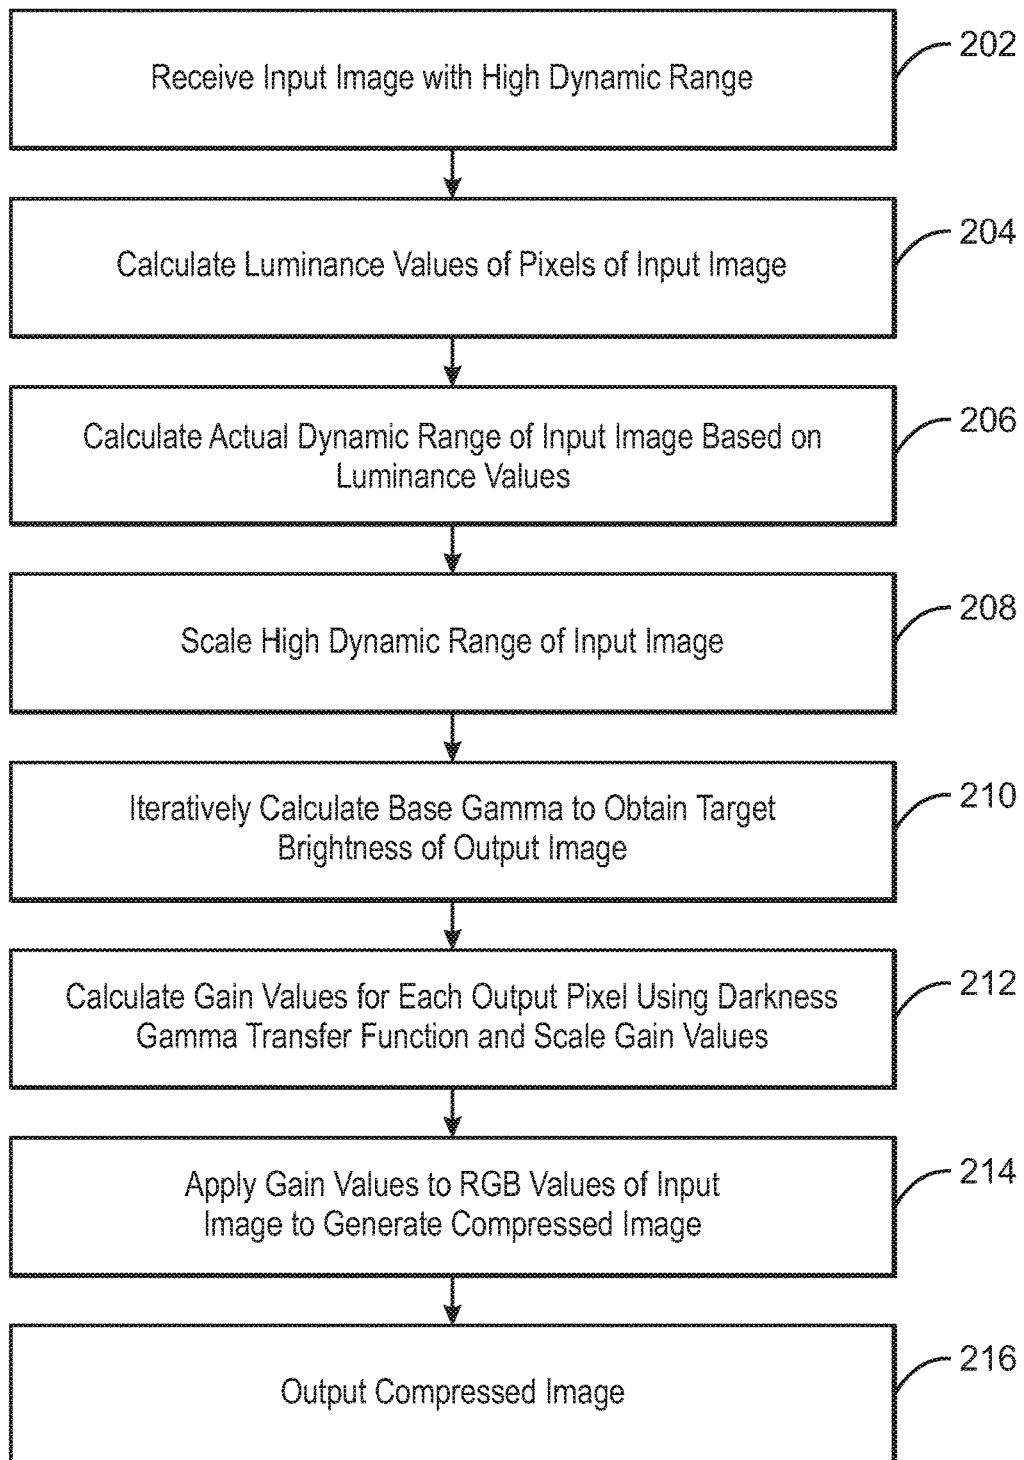 Receive Input Image with High Dynamic Range
202
Calculate Luminance Values of Pixels of Input Image
204
Calculate Actual Dynamic Range of Input Image Based on
Luminance Values
206
Scale High Dynamic Range of Input Image
208
Iteratively Calculate Base Gamma to Obtain Target
Brightness of Output Image
210
Calculate Gain Values for Each Output Pixel Using Darkness
Gamma Transfer Function and Scale Gain Values
212
Apply Gain Values to RGB Values of Input
Image to Generate Compressed Image
214
Output Compressed Image
216